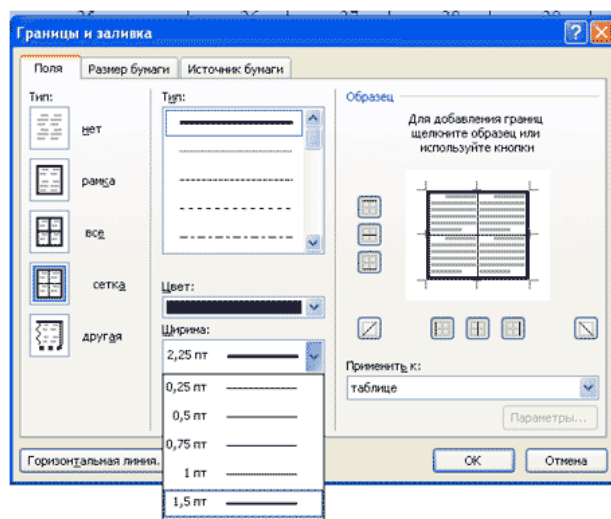 Границы и заливка
Поля
Размер бумаги
Источник бумаги
Тип:
нет
рамка
все
сетка
другая
Тип:
Цвет:
Ширина:
2,25 пт
0,25 пт
0,5 пт
0,75 пт
1 пт
1,5 пт
Образец
Для добавления границ
щелкните образец или
используйте кнопки
Применить к:
таблице
Параметры...
Горизонтальная линия.
ОК
Отмена